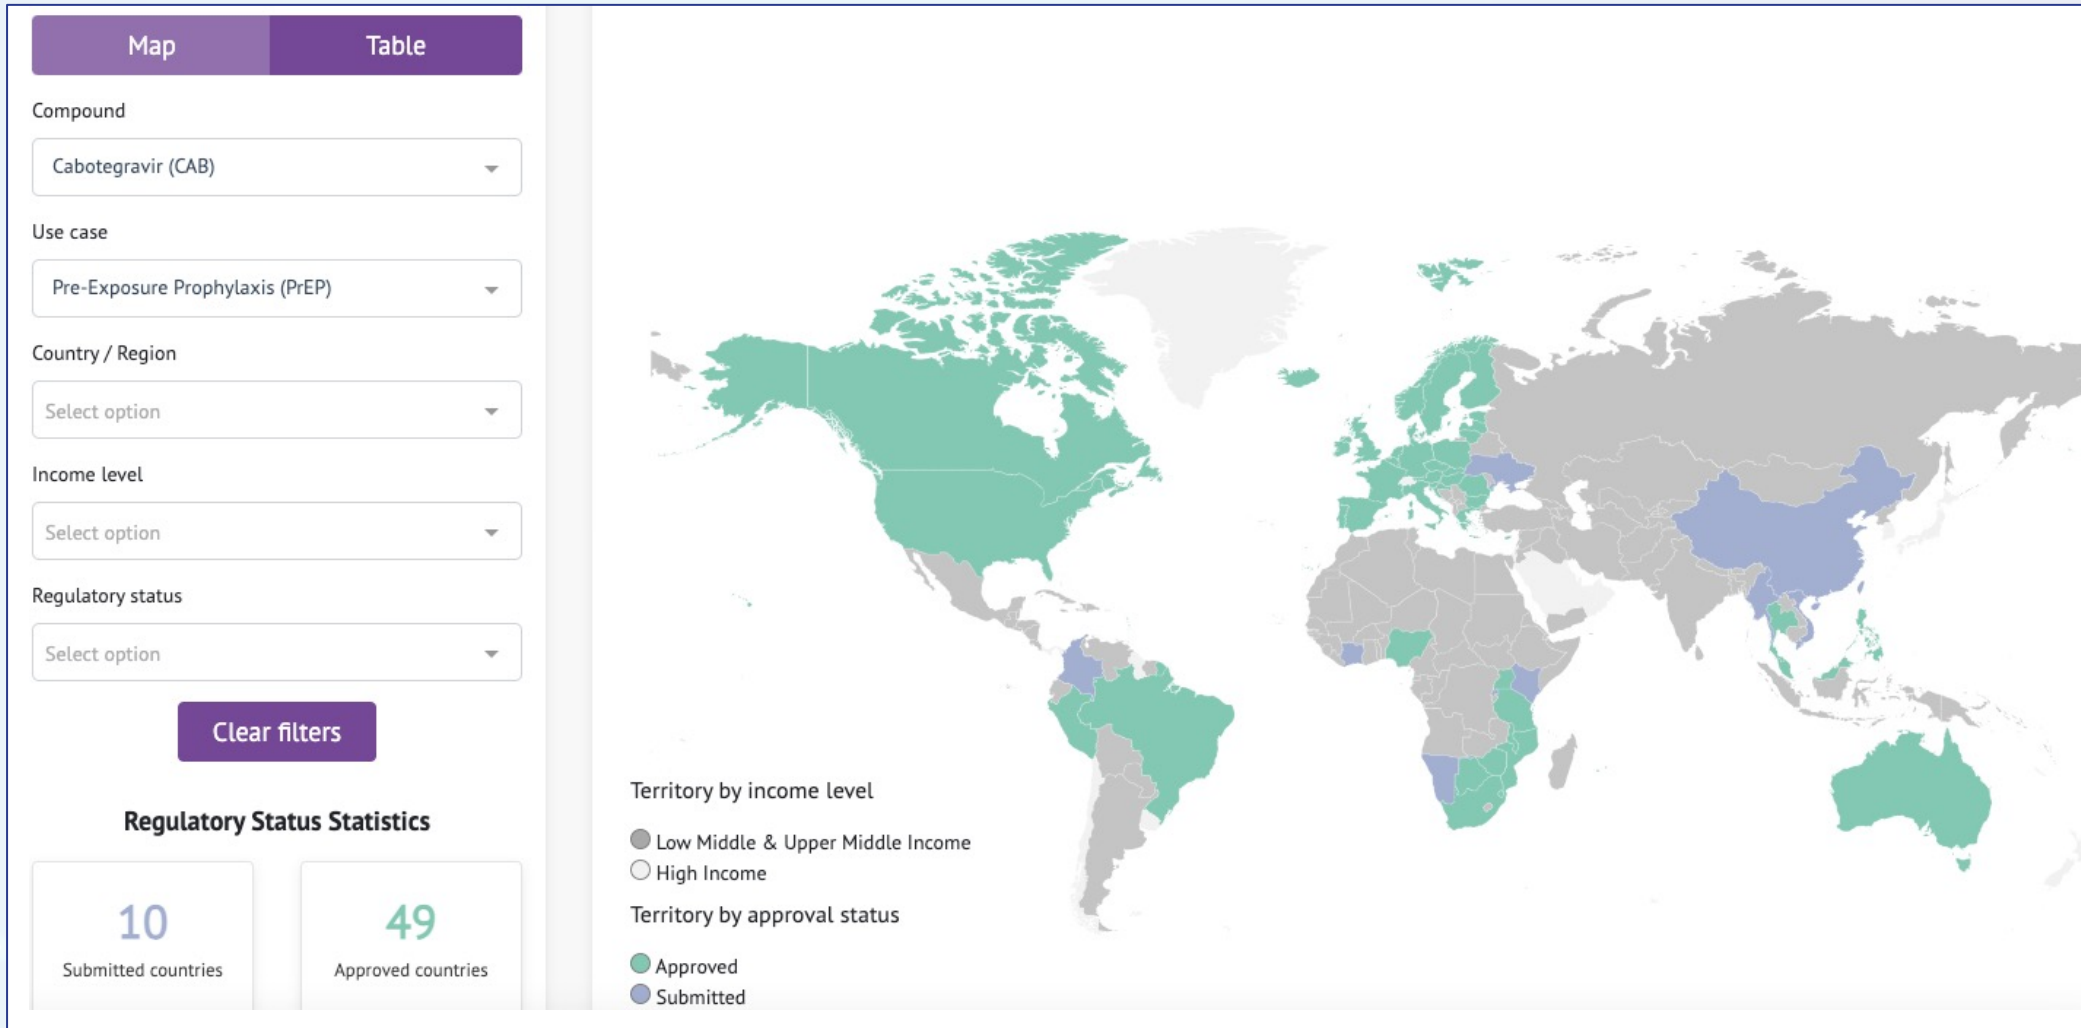 Map
Table
Compound
Cabotegravir (CAB)
Use case
Pre-Exposure Prophylaxis (PrEP)
Country / Region
Select option
Income level
Select option
Regulatory status
Select option
Clear filters
Regulatory Status Statistics
10
Submitted countries
49
Approved countries
Territory by income level
Low Middle & Upper Middle Income
High Income
Territory by approval status
Approved
Submitted